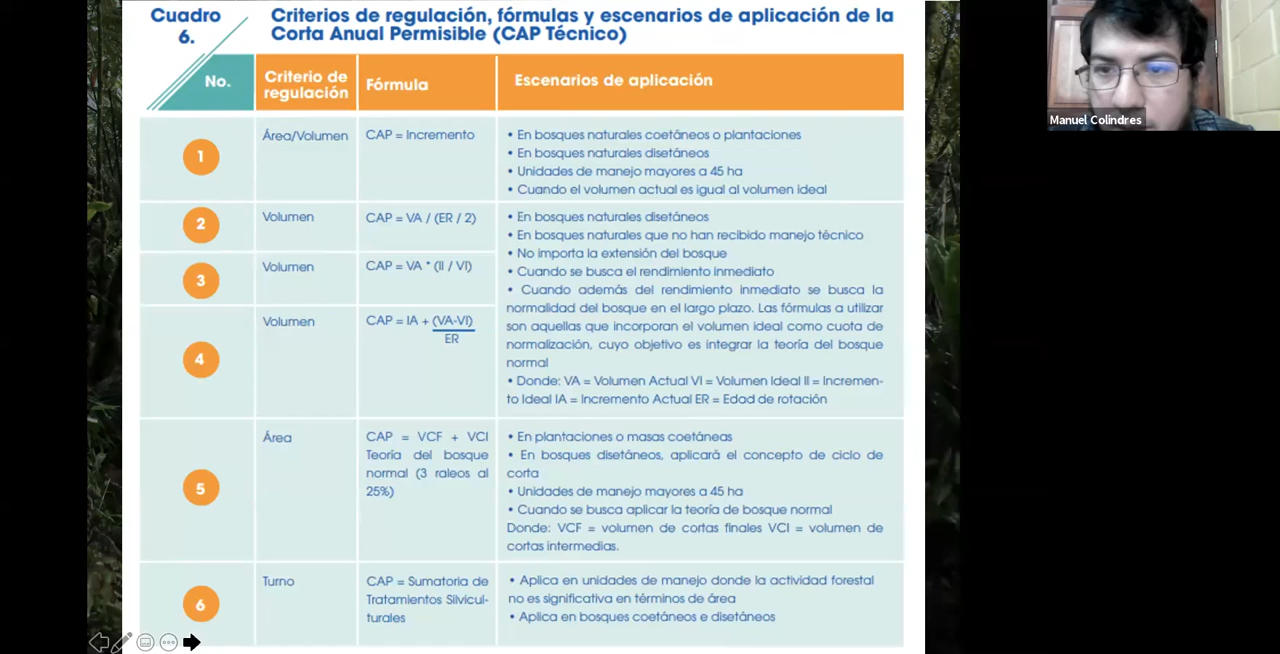 Cuadro 6.
Criterios de regulación, fórmulas y escenarios de aplicación de la
Corta Anual Permisible (CAP Técnico)
No.
Criterio de
regulación
Fórmula
Escenarios de aplicación
1
Área/Volumen
CAP = Incremento
• En bosques naturales coetáneos o plantaciones
• En bosques naturales disetáneos
• Unidades de manejo mayores a 45 ha
• Cuando el volumen actual es igual al volumen ideal
2
Volumen
CAP = VA / (ER / 2)
3
Volumen
CAP = VA * (II / VI)
4
Volumen
CAP = IA + (VA-VI)
ER
• En bosques naturales disetáneos
• En bosques naturales que no han recibido manejo técnico
• No importa la extensión del bosque
• Cuando se busca el rendimiento inmediato
• Cuando además del rendimiento inmediato se busca la
normalidad del bosque en el largo plazo. Las fórmulas a utilizar
son aquellas que incorporan el volumen ideal como cuota de
normalización, cuyo objetivo es integrar la teoría del bosque
normal
• Donde: VA = Volumen Actual VI = Volumen Ideal II = Incremen-
to Ideal IA = Incremento Actual ER = Edad de rotación
5
Área
CAP = VCF + VCI
Teoría del bosque
normal (3 raleos al
25%)
• En plantaciones o masas coetáneas
• En bosques disetáneos, aplicará el concepto de ciclo de
corta
• Unidades de manejo mayores a 45 ha
• Cuando se busca aplicar la teoría de bosque normal
Donde: VCF = volumen de cortas finales VCI = volumen de
cortas intermedias.
6
Turno
CAP = Sumatoria de
Tratamientos Silvicul-
turales
• Aplica en unidades de manejo donde la actividad forestal
no es significativa en términos de área
• Aplica en bosques coetáneos e disetáneos
Manuel Colindres